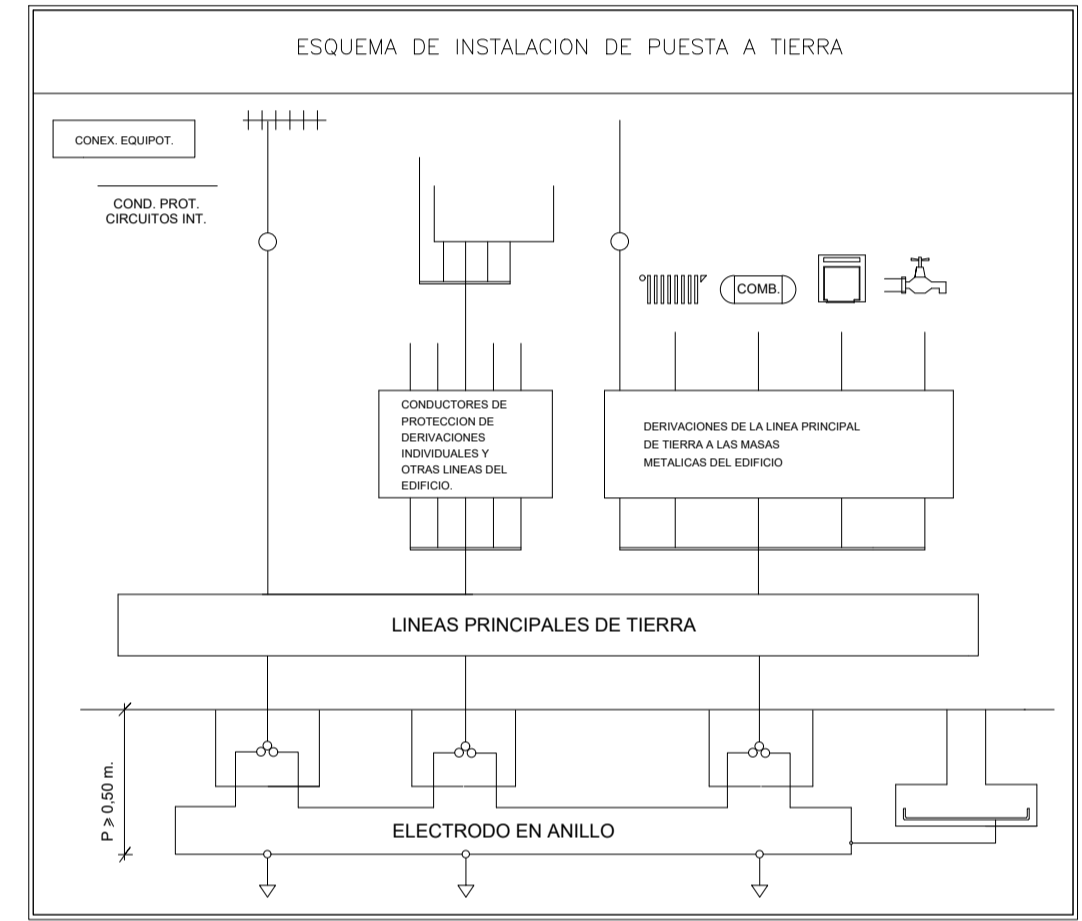 ESQUEMA DE INSTALACION DE PUESTA A TIERRA
CONEX. EQUIPOT.
COND. PROT.
CIRCUITOS INT.
COMB.
CONDUCTORES DE
PROTECCION DE
DERIVACIONES
INDIVIDUALES Y
OTRAS LINEAS DEL
EDIFICIO.
DERIVACIONES DE LA LINEA PRINCIPAL
DE TIERRA A LAS MASAS
METALICAS DEL EDIFICIO
LINEAS PRINCIPALES DE TIERRA
P ⩾ 0,50 m.
ELECTRODO EN ANILLO